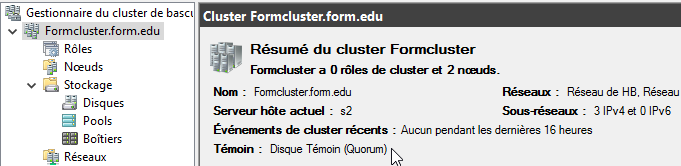 Gestionnaire du cluster de bascu
Formcluster.form.edu
Rôles
Nœuds
Stockage
Disques
Pools
Boîtiers
Réseaux
Cluster Formcluster.form.edu
Résumé du cluster Formcluster
Formcluster a 0 rôles de cluster et 2 nœuds.
Nom : Formcluster.form.edu Réseaux : Réseau de HB, Réseau
Serveur hôte actuel : s2 Sous-réseaux : 3 IPv4 et 0 IPv6
Événements de cluster récents : Aucun pendant les dernières 16 heures
Témoin : Disque Témoin (Quorum)